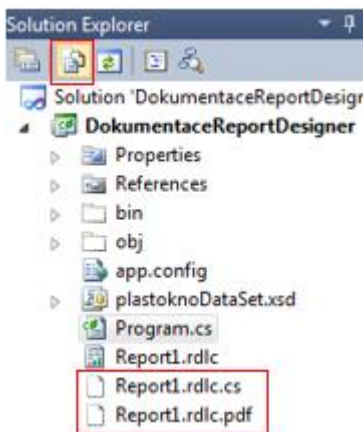 Solution Explorer
Solution 'DokumentaceReportDesigr
DokumentaceReportDesigner
Properties
References
bin
obj
app.config
plastoknoDataSet.xsd
Program.cs
Report1.rdlc
Report1.rdlc.cs
Report1.rdlc.pdf